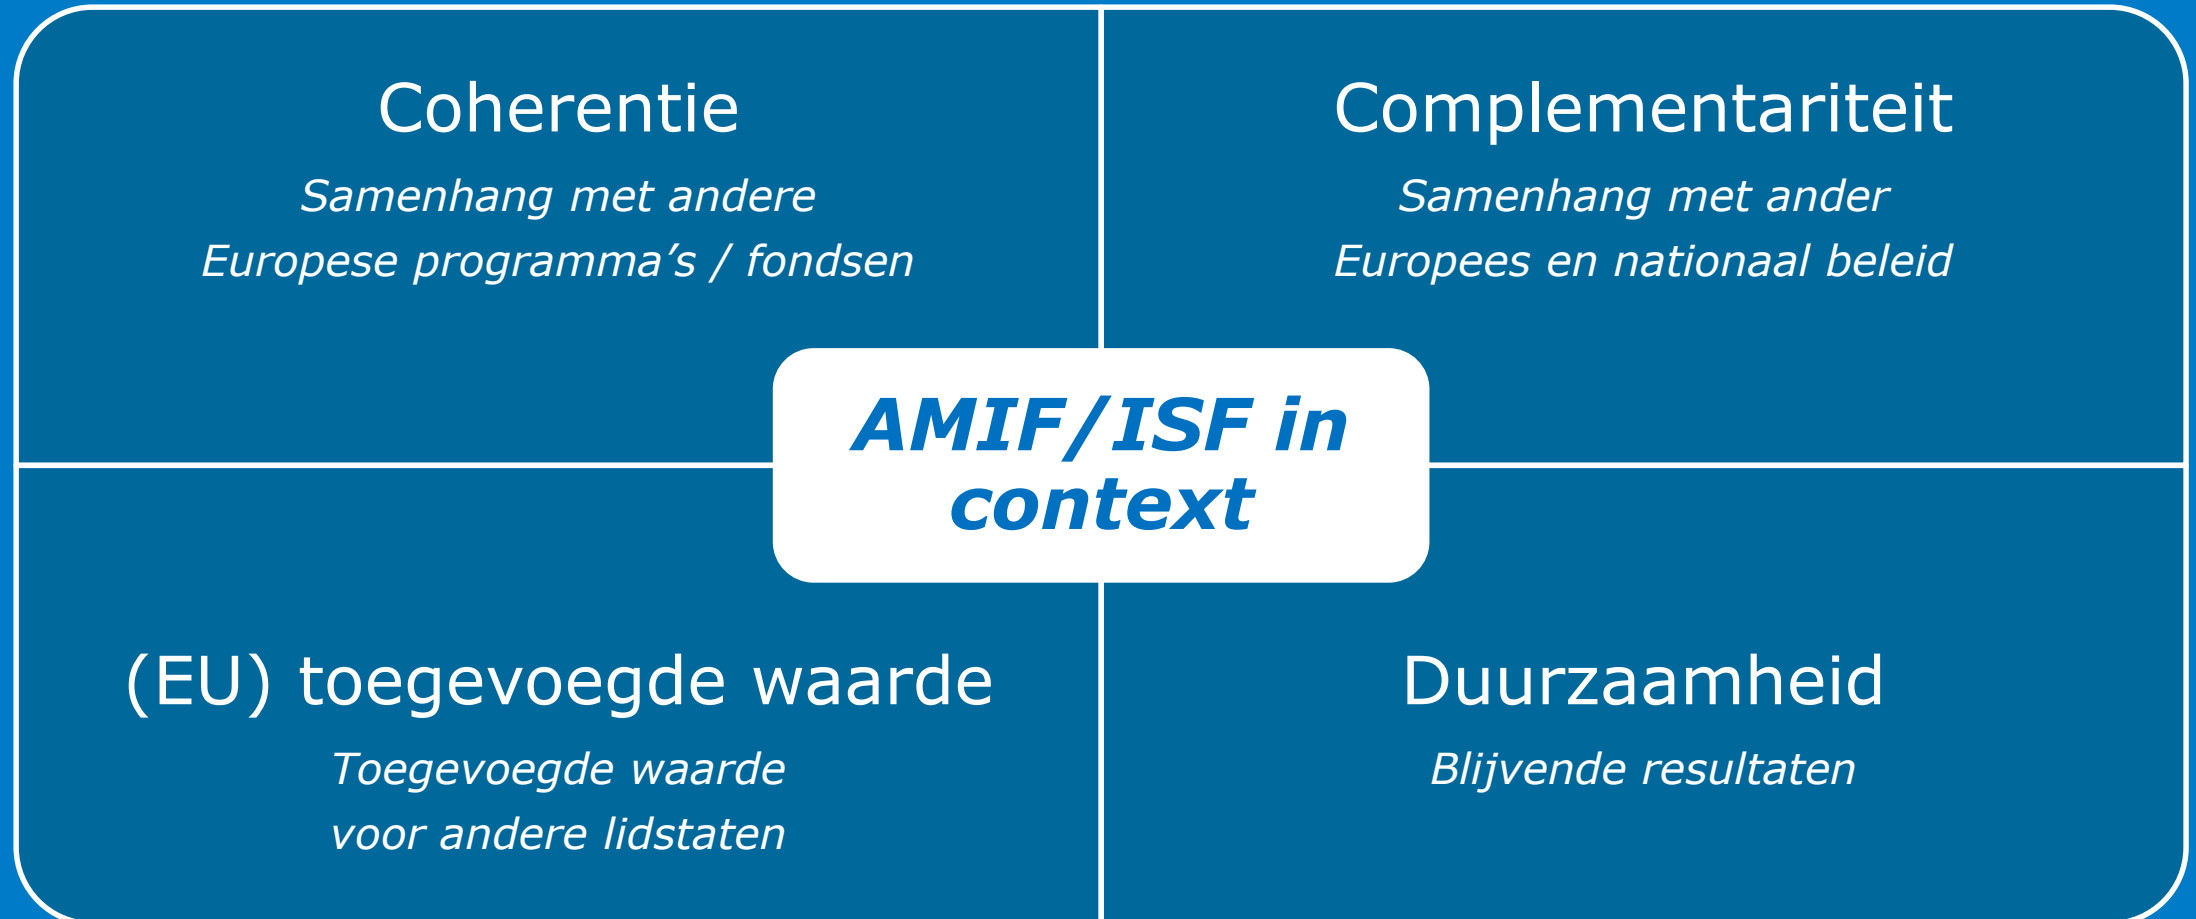 Coherentie
Samenhang met andere
Europese programma’s / fondsen
Complementariteit
Samenhang met ander
Europees en nationaal beleid
AMIF/ISF in
context
(EU) toegevoegde waarde
Toegevoegde waarde
voor andere lidstaten
Duurzaamheid
Blijvende resultaten